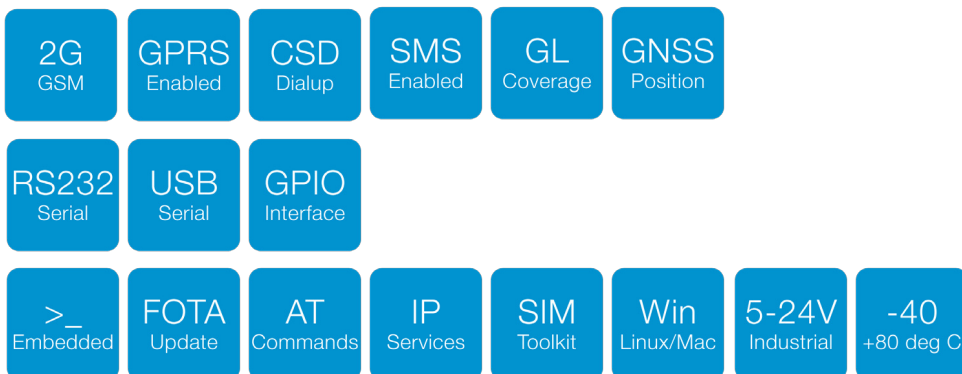 2G GPRS CSD SMS GL GNSS
GSM Enabled Dialup Enabled Coverage Position
RS232 USB GPIO
Serial Serial Interface
>_ FOTA AT IP SIM Win 5-24V -40
Embedded Update Commands Services Toolkit Linux/Mac Industrial +80 deg C